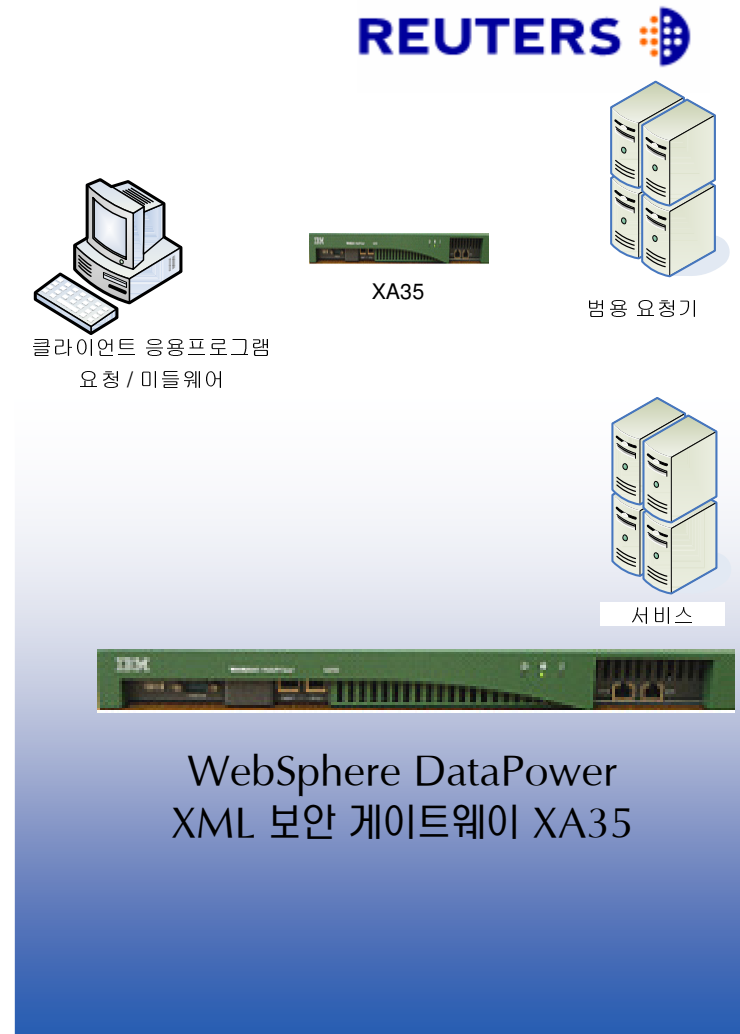 REUTERS
XA35
범용 요청기
클라이언트 응용프로그램
요청 / 미들웨어
서비스
IBM
WebSphere DataPower
XML 보안 게이트웨이 XA35